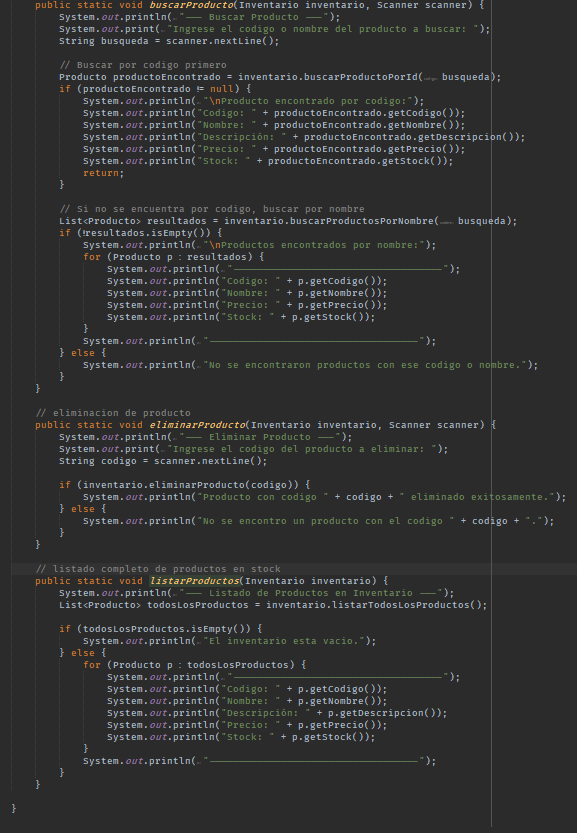 public static void buscarProducto(Inventario inventario, Scanner scanner) {
System.out.println("--- Buscar Producto ---");
System.out.print("Ingrese el codigo o nombre del producto a buscar: ");
String busqueda = scanner.nextLine();
// Buscar por codigo primero
Producto productoEncontrado = inventario.buscarProductoPorId(busqueda);
if (productoEncontrado != null) {
System.out.println("\nProducto encontrado por codigo:");
System.out.println("Codigo: " + productoEncontrado.getCodigo());
System.out.println("Nombre: " + productoEncontrado.getNombre());
System.out.println("Descripción: " + productoEncontrado.getDescripcion());
System.out.println("Precio: " + productoEncontrado.getPrecio());
System.out.println("Stock: " + productoEncontrado.getStock());
return;
}
// Si no se encuentra por codigo, buscar por nombre
List<Producto> resultados = inventario.buscarProductosPorNombre(busqueda);
if (!resultados.isEmpty()) {
System.out.println("\nProductos encontrados por nombre:");
for (Producto p : resultados) {
System.out.println("-----------------------------------");
System.out.println("Codigo: " + p.getCodigo());
System.out.println("Nombre: " + p.getNombre());
System.out.println("Precio: " + p.getPrecio());
System.out.println("Stock: " + p.getStock());
}
System.out.println("-----------------------------------");
} else {
System.out.println("No se encontraron productos con ese codigo o nombre.");
}
}
// eliminacion de producto
public static void eliminarProducto(Inventario inventario, Scanner scanner) {
System.out.println("--- Eliminar Producto ---");
System.out.print("Ingrese el codigo del producto a eliminar: ");
String codigo = scanner.nextLine();
if (inventario.eliminarProducto(codigo)) {
System.out.println("Producto con codigo " + codigo + " eliminado exitosamente.");
} else {
System.out.println("No se encontro un producto con el codigo " + codigo + ".");
}
}
// listado completo de productos en stock
public static void listarProductos(Inventario inventario) {
System.out.println("--- Listado de Productos en Inventario ---");
List<Producto> todosLosProductos = inventario.listarTodosLosProductos();
if (todosLosProductos.isEmpty()) {
System.out.println("El inventario esta vacio.");
} else {
for (Producto p : todosLosProductos) {
System.out.println("-----------------------------------");
System.out.println("Codigo: " + p.getCodigo());
System.out.println("Nombre: " + p.getNombre());
System.out.println("Descripción: " + p.getDescripcion());
System.out.println("Precio: " + p.getPrecio());
System.out.println("Stock: " + p.getStock());
}
System.out.println("-----------------------------------");
}
}
}